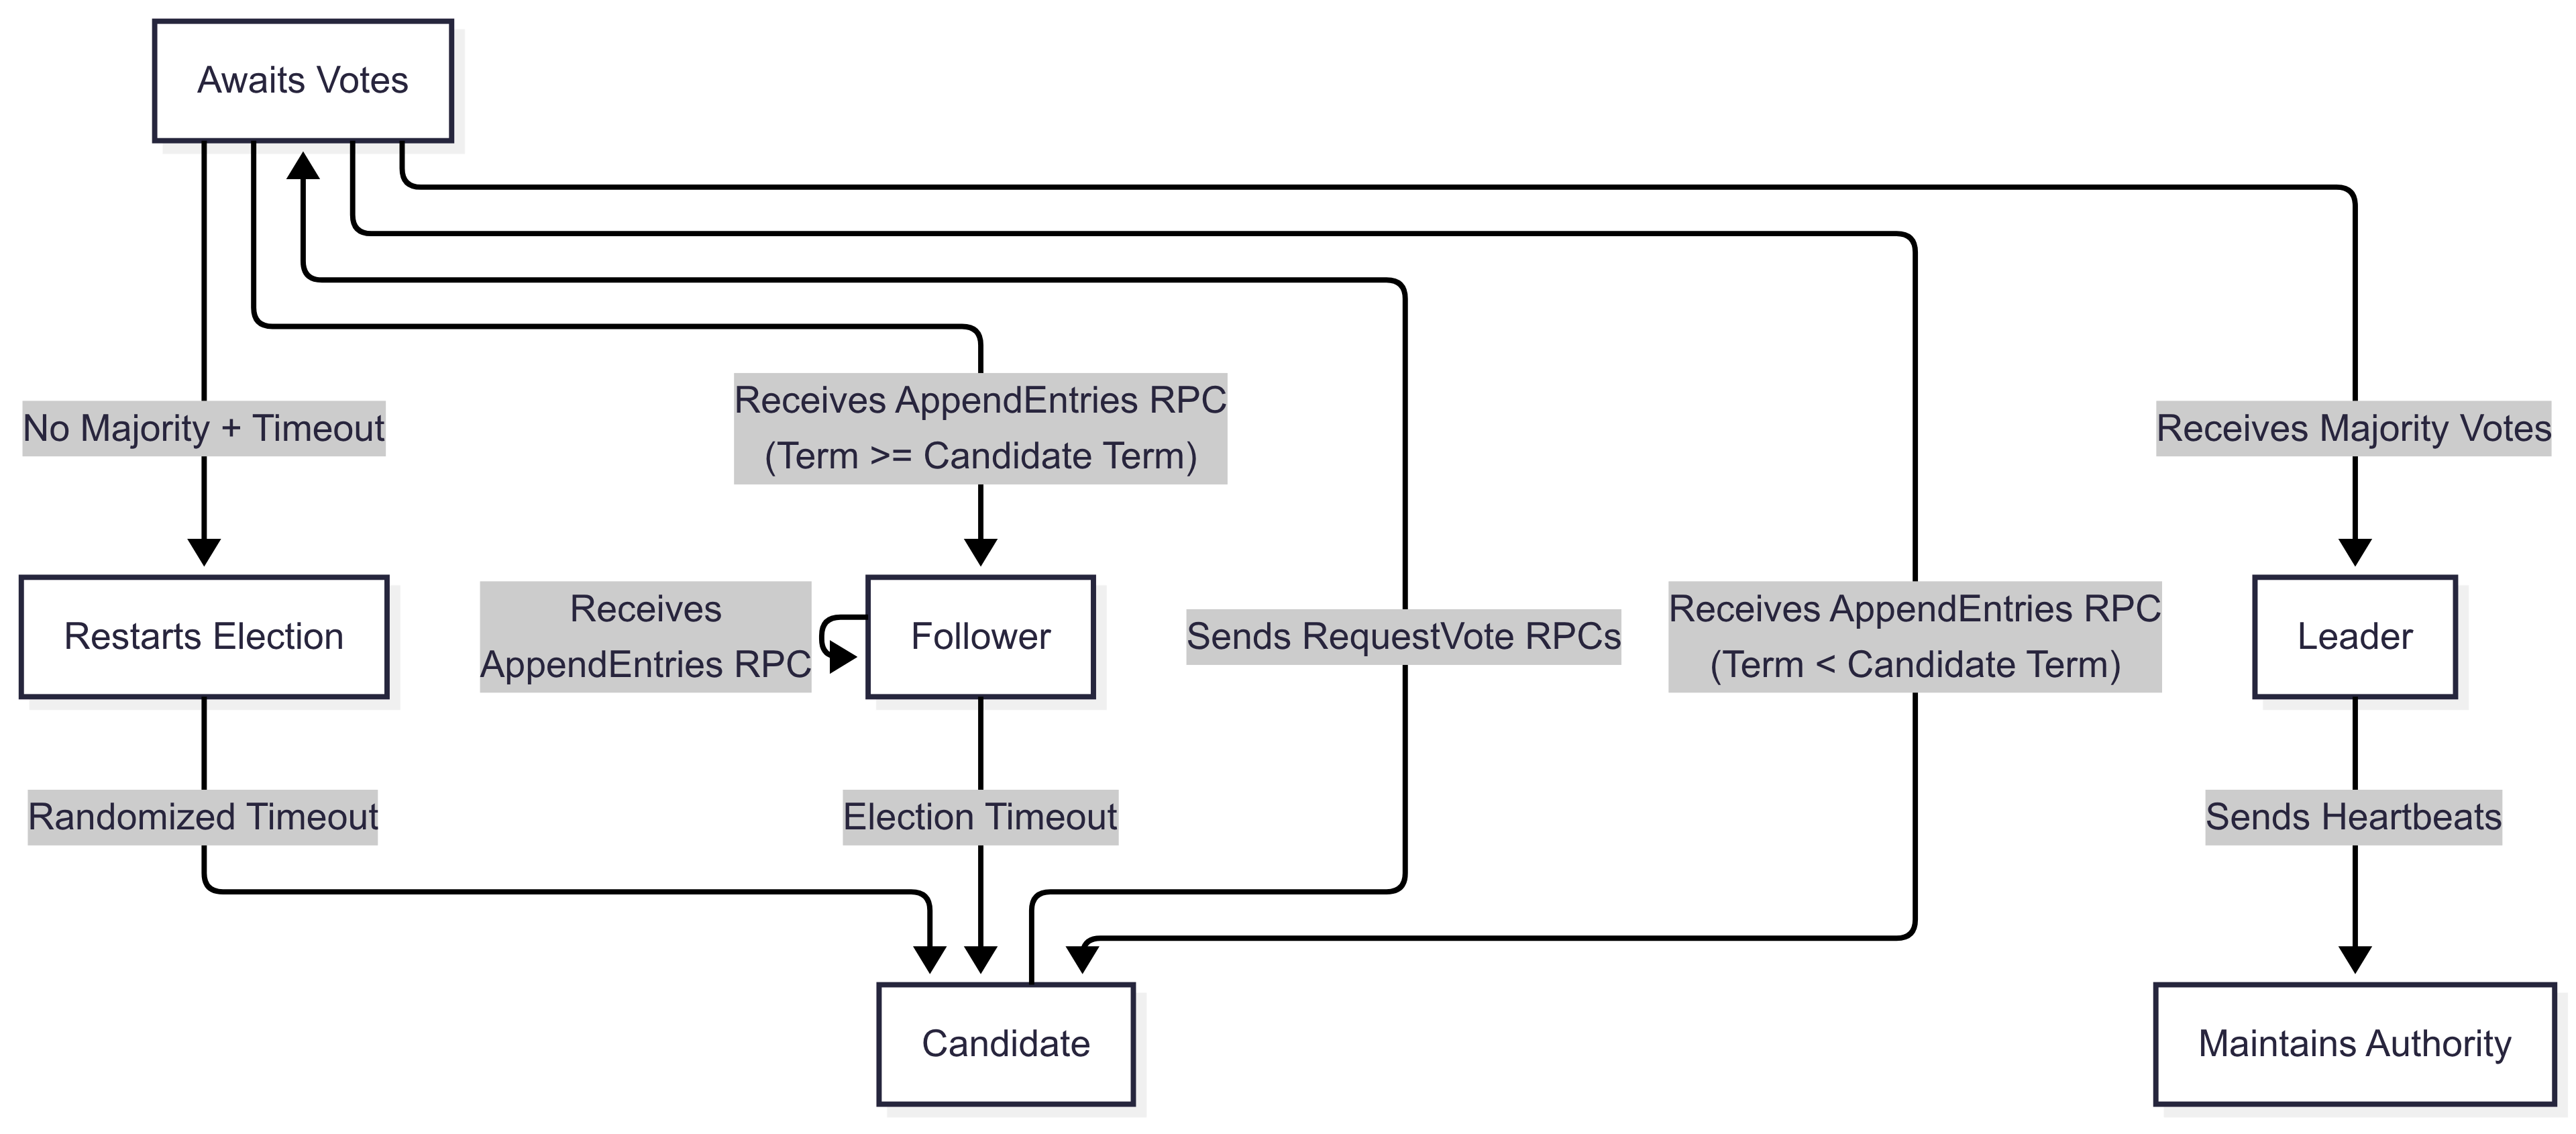 Awaits Votes
No Majority + Timeout
Receives AppendEntries RPC
(Term >= Candidate Term)
Receives Majority Votes
Restarts Election
Receives
AppendEntries RPC
Follower
Sends RequestVote RPCs
Receives AppendEntries RPC
(Term < Candidate Term)
Leader
Randomized Timeout
Election Timeout
Sends Heartbeats
Candidate
Maintains Authority